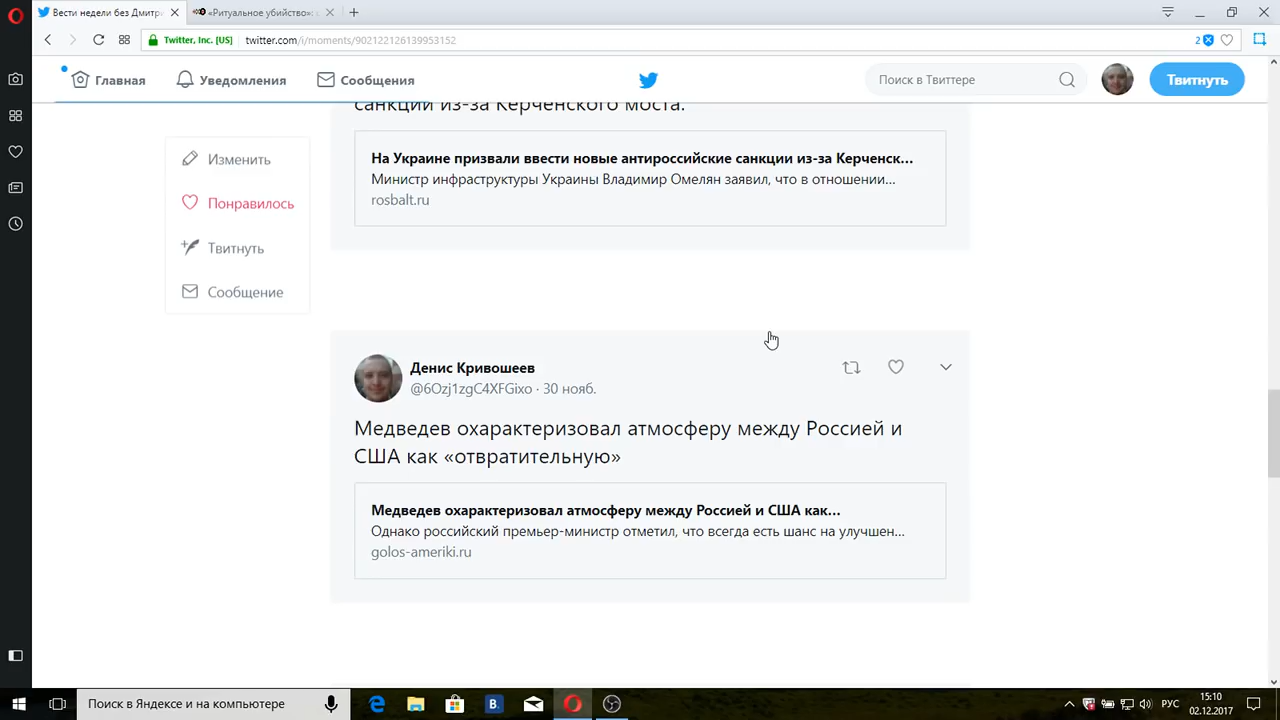 Вести недели без Дмитри
«Ритуальное убийство»: с
Twitter, Inc. [US]
twitter.com/i/moments/902122126139953152
2
Главная
Уведомления
Сообщения
Поиск в Твиттере
Твитнуть
санкции из-за Керченского моста.
На Украине призвали ввести новые антироссийские санкции из-за Керченск...
Министр инфраструктуры Украины Владимир Омелян заявил, что в отношении...
rosbalt.ru
Изменить
Понравилось
Твитнуть
Сообщение
Денис Кривошеев
@6Ozj1zgC4XFGixo · 30 нояб.
Медведев охарактеризовал атмосферу между Россией и
США как «отвратительную»
Медведев охарактеризовал атмосферу между Россией и США как...
Однако российский премьер-министр отметил, что всегда есть шанс на улучшен...
golos-ameriki.ru
Поиск в Яндексе и на компьютере
B.
РУС
15:10
02.12.2017